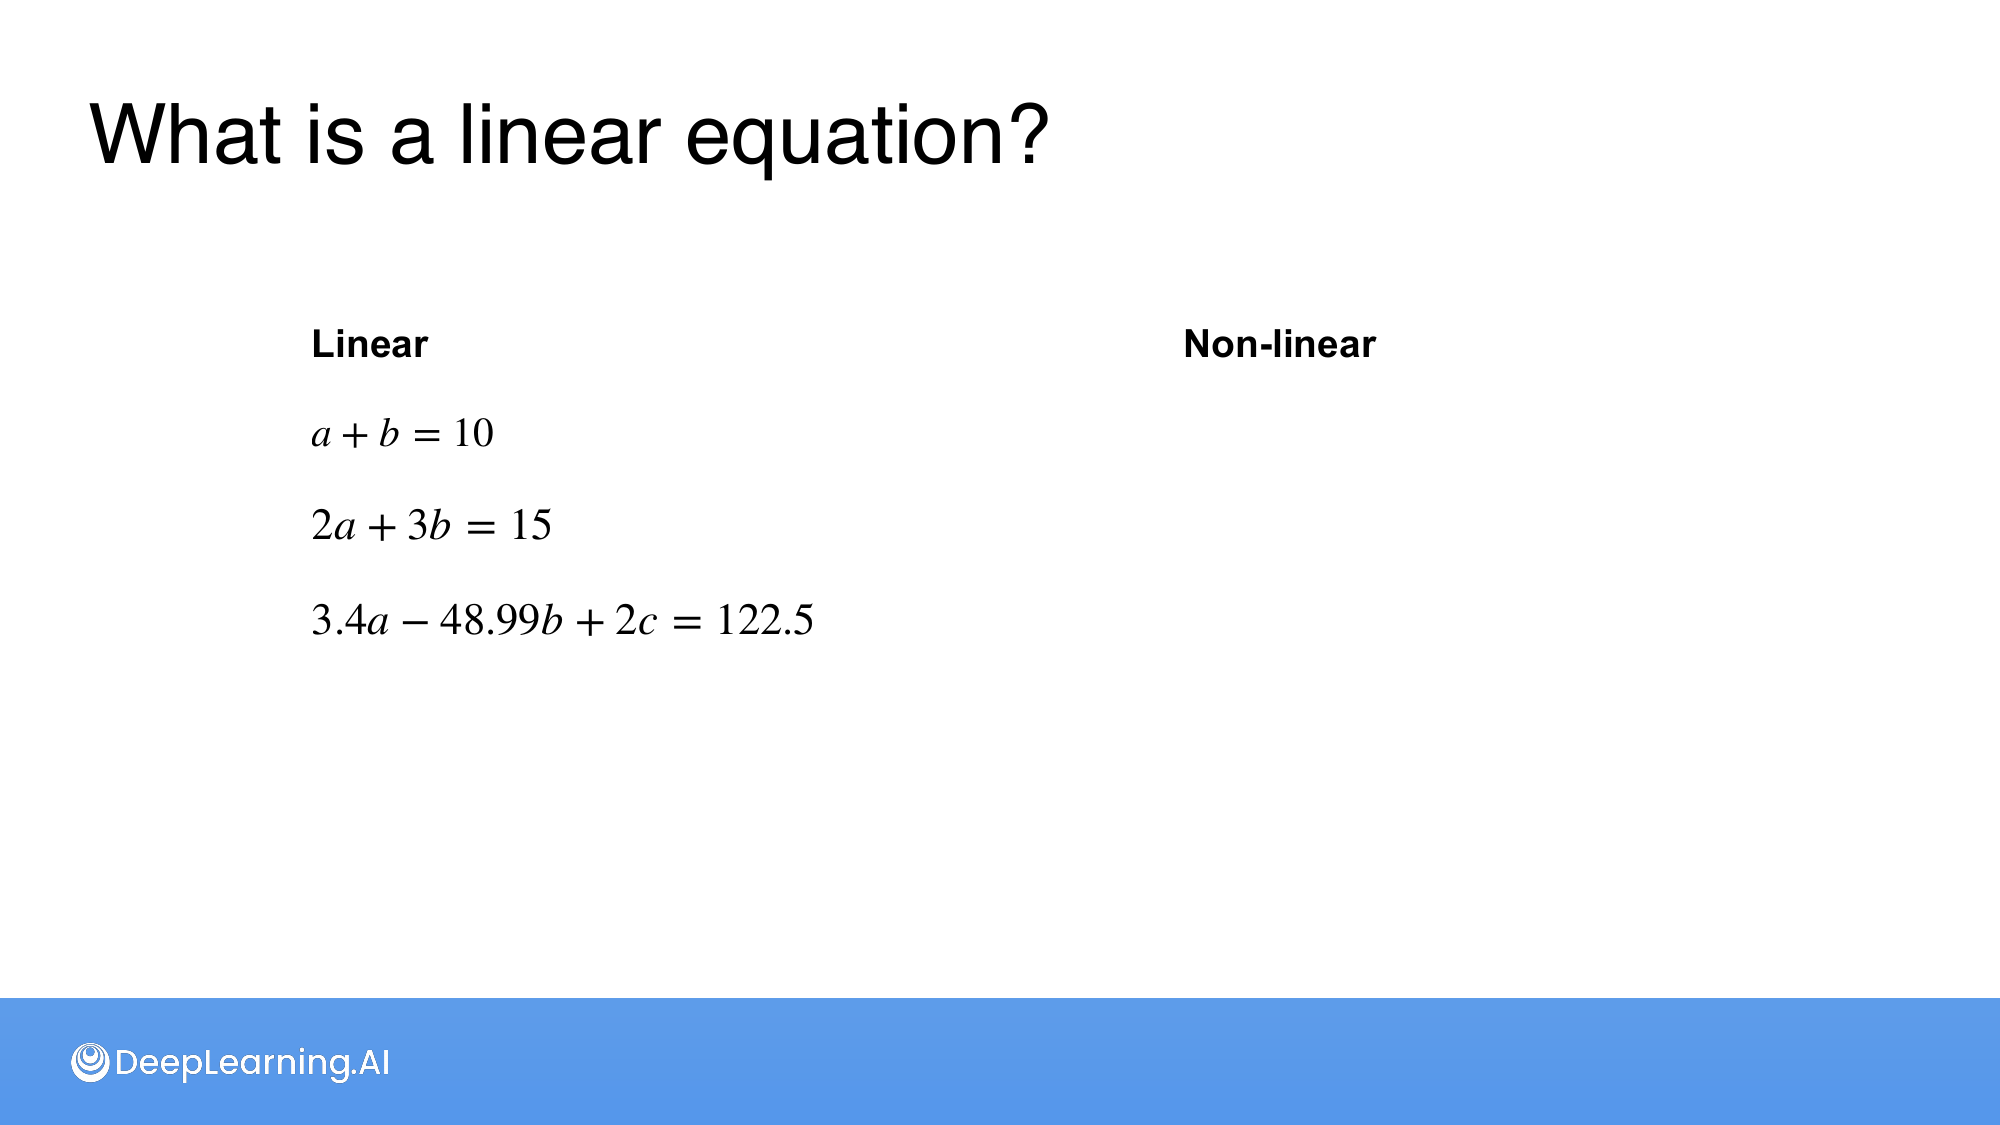 What is a linear equation?
Linear
Non-linear
a + b = 10
2a + 3b = 15
3.4a − 48.99b + 2c = 122.5
DeepLearning.AI